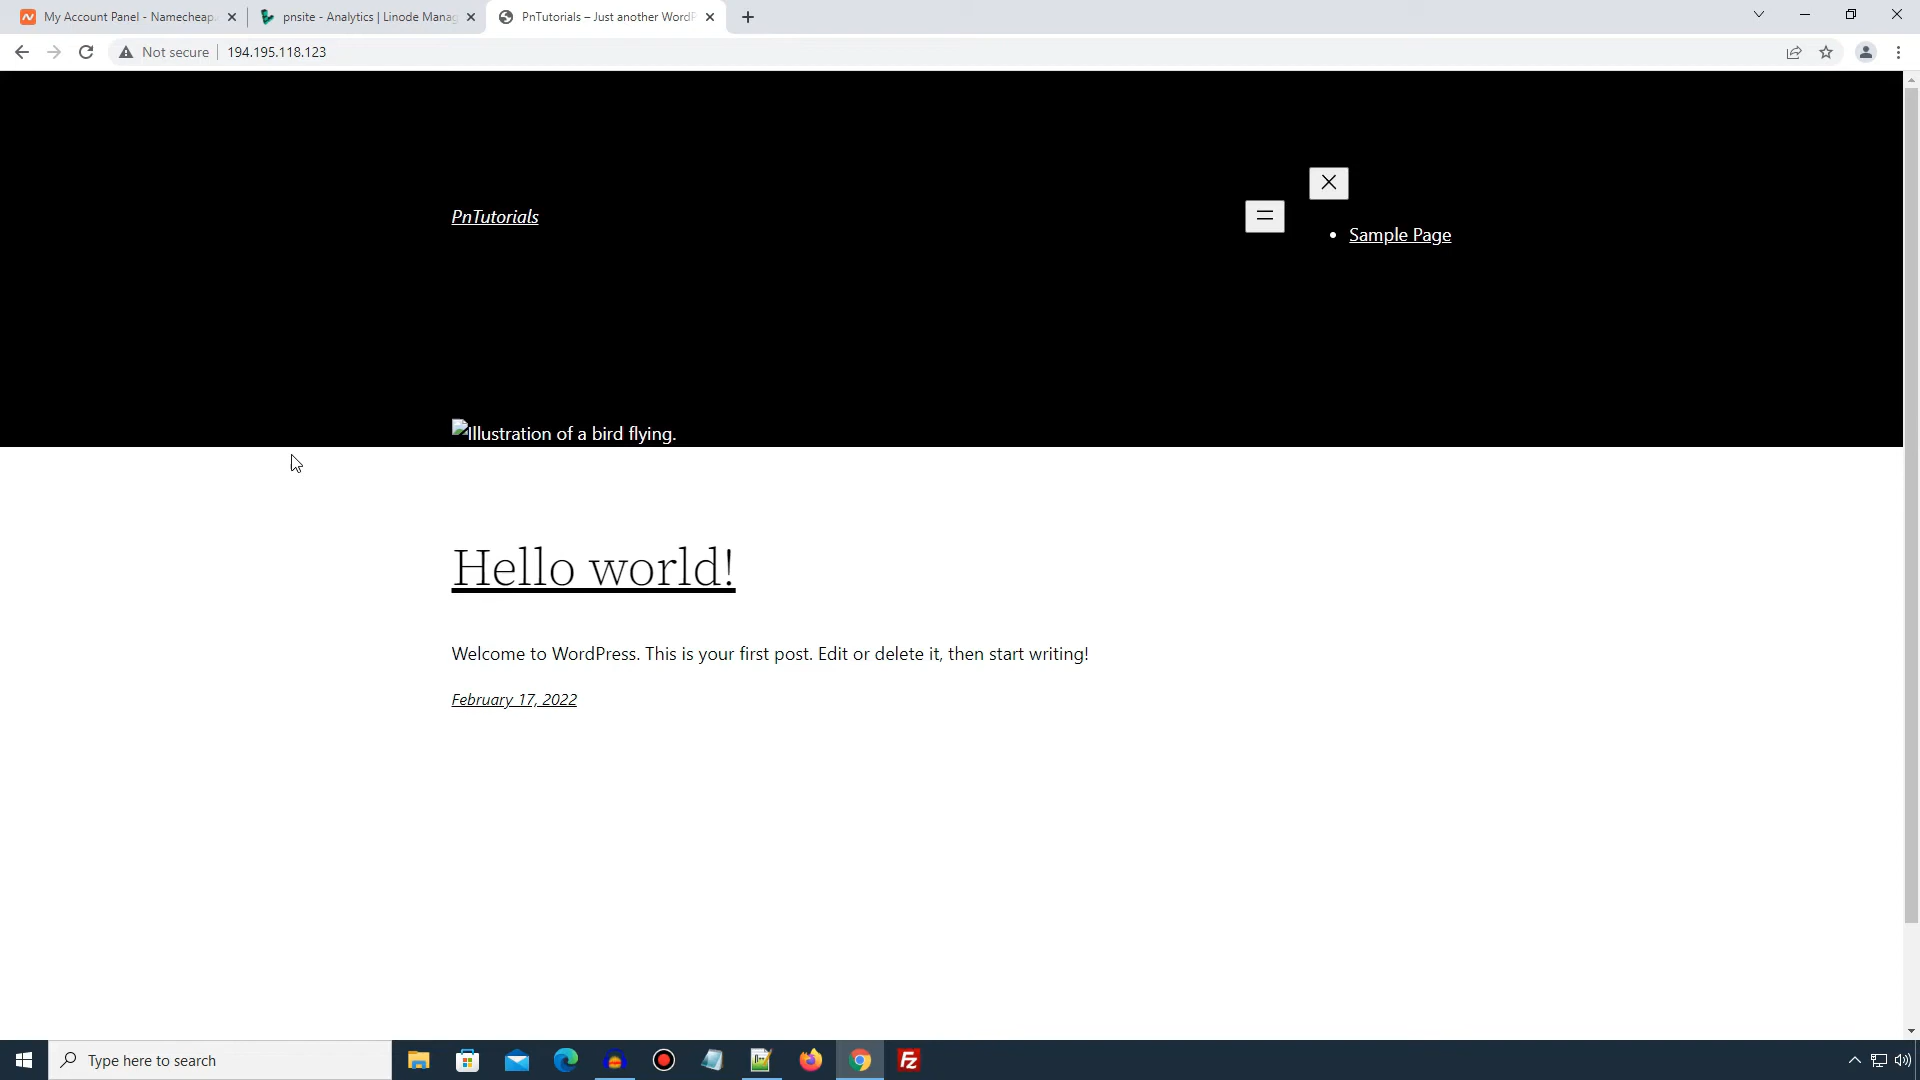 My Account Panel - Namecheap.
pnsite - Analytics | Linode Manag
PnTutorials – Just another WordP
Not secure
194.195.118.123
PnTutorials
• Sample Page
Illustration of a bird flying.
Hello world!
Welcome to WordPress. This is your first post. Edit or delete it, then start writing!
February 17, 2022
Type here to search